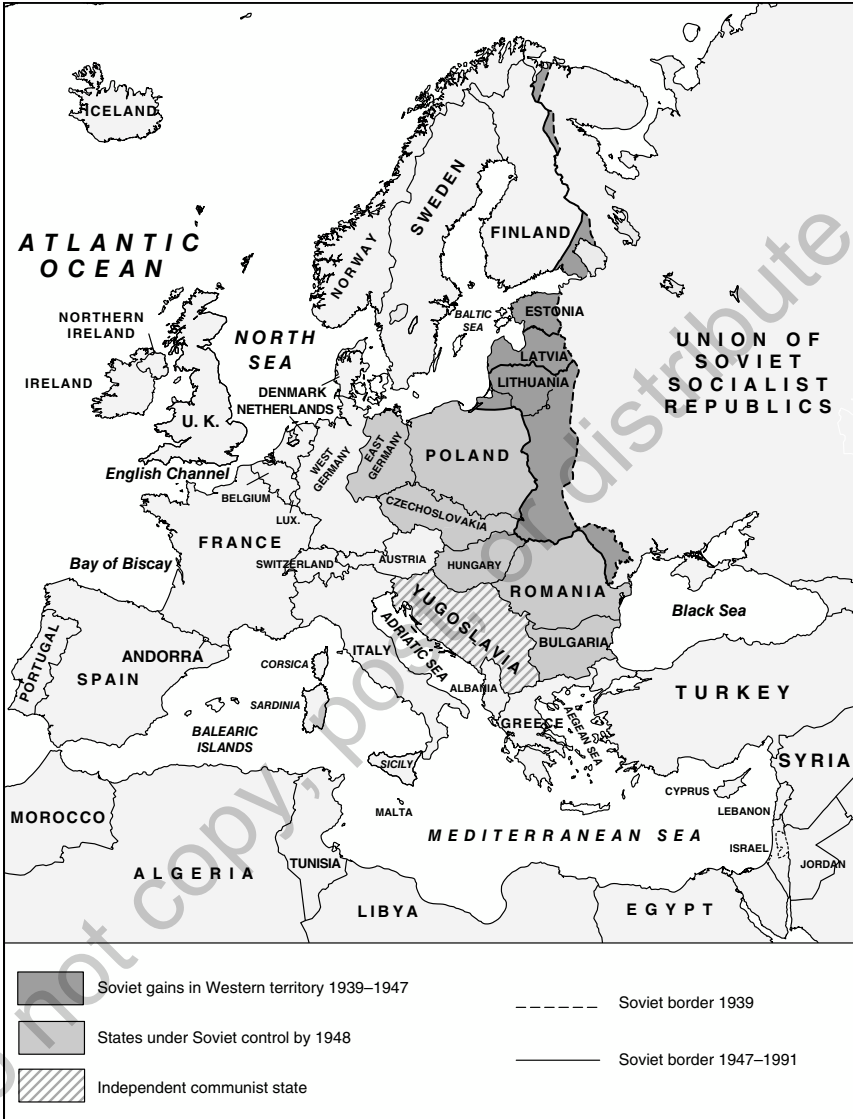 ICELAND
ATLANTIC
OCEAN
NORWAY
SWEDEN
FINLAND
NORTHERN
IRELAND
NORTH
SEA
BALTIC
SEA
ESTONIA
UNION OF
SOVIET
SOCIALIST
REPUBLICS
LATVIA
IRELAND
DENMARK
LITHUANIA
NETHERLANDS
U. K.
WEST
GERMANY
EAST
GERMANY
POLAND
English Channel
BELGIUM
LUX.
CZECHOSLOVAKIA
FRANCE
Bay of Biscay
SWITZERLAND
AUSTRIA
HUNGARY
ROMANIA
YUGOSLAVIA
Black Sea
PORTUGAL
SPAIN
ANDORRA
CORSICA
ITALY
ADRIATIC SEA
BULGARIA
SARDINIA
ALBANIA
TURKEY
BALEARIC
ISLANDS
GREECE
AEGEAN SEA
SICILY
SYRIA
CYPRUS
MOROCCO
MALTA
LEBANON
MEDITERRANEAN SEA
ISRAEL
ALGERIA
TUNISIA
JORDAN
LIBYA
EGYPT
Soviet gains in Western territory 1939–1947
States under Soviet control by 1948
Independent communist state
Soviet border 1939
Soviet border 1947–1991
not copy, post, or distribute